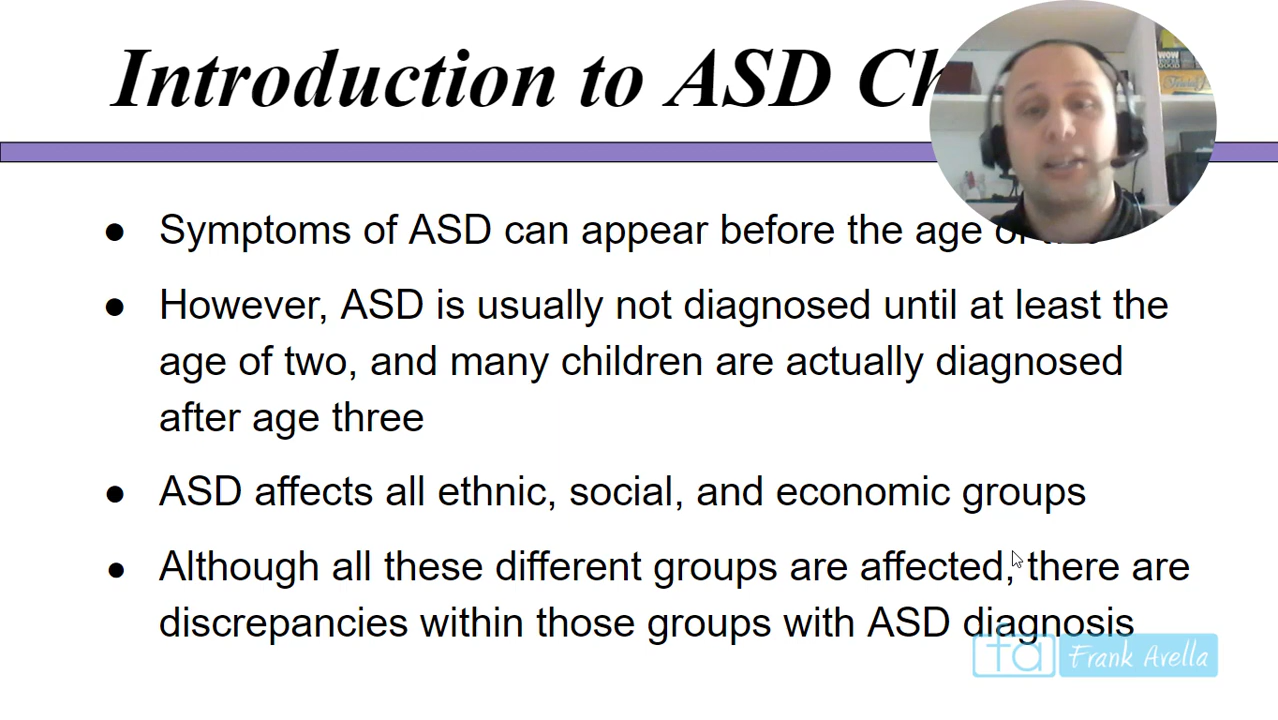 Introduction to ASD
● Symptoms of ASD can appear before the age
● However, ASD is usually not diagnosed until at least the
age of two, and many children are actually diagnosed
after age three
● ASD affects all ethnic, social, and economic groups
● Although all these different groups are affected, there are
discrepancies within those groups with ASD diagnosis
fa Frank Avella